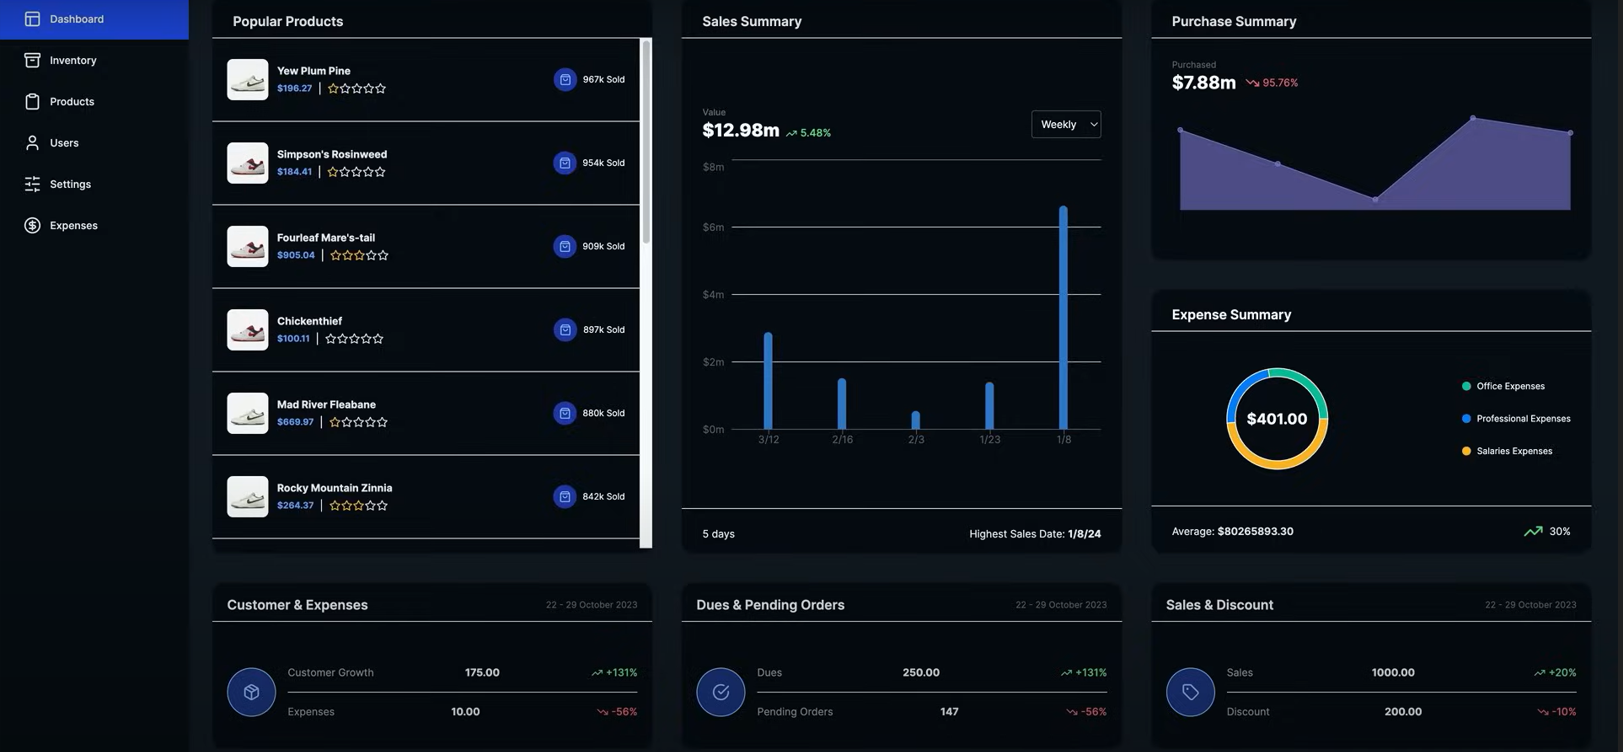 Dashboard
Inventory
Products
Users
Settings
Expenses
Popular Products
Yew Plum Pine
$196.27 |
967k Sold
Simpson's Rosinweed
$184.41 |
954k Sold
Fourleaf Mare's-tail
$905.04 |
909k Sold
Chickenthief
$100.11 |
897k Sold
Mad River Fleabane
$669.97 |
880k Sold
Rocky Mountain Zinnia
$264.37 |
842k Sold
Sales Summary
Value
$12.98m 5.48%
Weekly
$8m
$6m
$4m
$2m
$0m
3/12 2/16 2/3 1/23 1/8
5 days
Highest Sales Date: 1/8/24
Purchase Summary
Purchased
$7.88m 95.76%
Expense Summary
$401.00
Office Expenses
Professional Expenses
Salaries Expenses
Average: $80265893.30
30%
Customer & Expenses
22 - 29 October 2023
Customer Growth 175.00 +131%
Expenses 10.00 -56%
Dues & Pending Orders
22 - 29 October 2023
Dues 250.00 +131%
Pending Orders 147 -56%
Sales & Discount
22 - 29 October 2023
Sales 1000.00 +20%
Discount 200.00 -10%